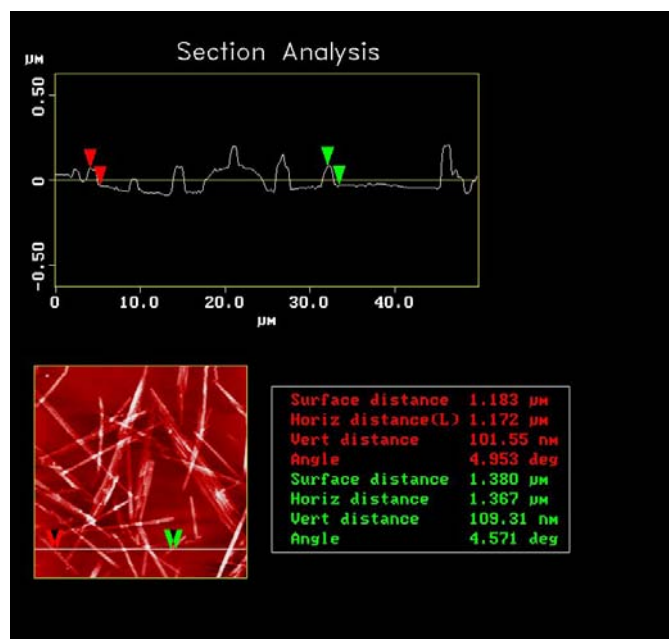 Section Analysis
μM
0.50
0
-0.50
0
10.0
20.0
30.0
40.0
μM
Surface distance 1.183 μm
Horiz distance(L) 1.172 μm
Vert distance 101.55 nm
Angle 4.953 deg
Surface distance 1.380 μm
Horiz distance 1.367 μm
Vert distance 109.31 nm
Angle 4.571 deg